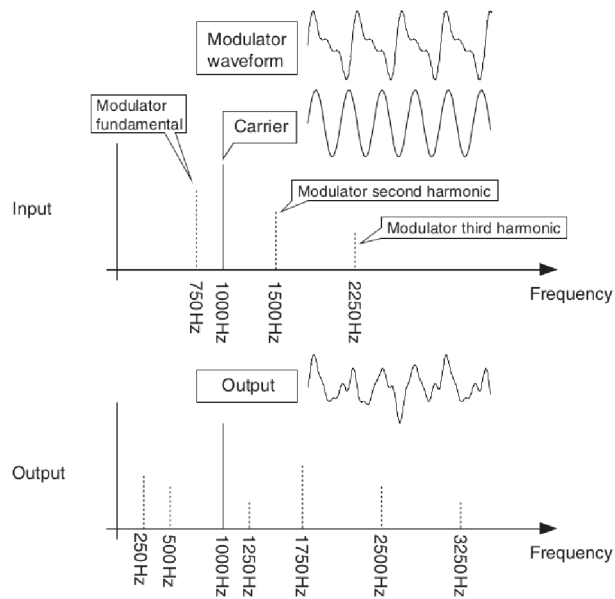 Modulator
waveform
Modulator
fundamental
Carrier
Modulator second harmonic
Input
Modulator third harmonic
Frequency
750Hz
1000Hz
1500Hz
2250Hz
Output
Output
250Hz
500Hz
1000Hz
1250Hz
1750Hz
2500Hz
3250Hz
Frequency